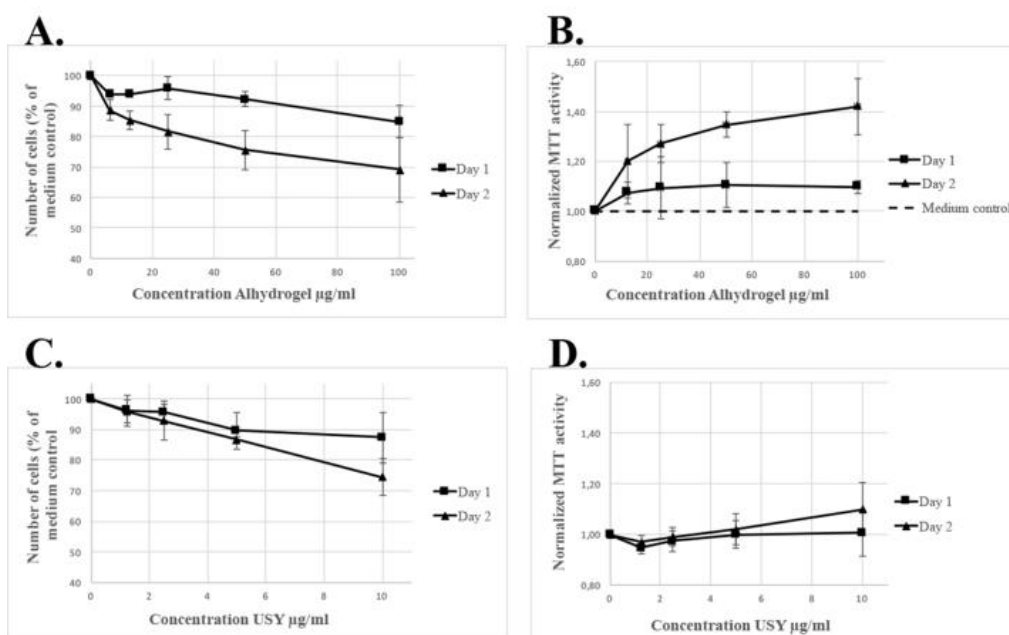 A.
Number of cells (% of
medium control)
100
90
80
70
60
50
40
0
20
40
60
80
100
Concentration Alhydrogel µg/ml
Day 1
Day 2
B.
Normalized MTT activity
1,60
1,40
1,20
1,00
0,80
0
20
40
60
80
100
Concentration Alhydrogel µg/ml
Day 1
Day 2
Medium control
C.
Number of cells (% of
medium control
100
90
80
70
60
50
40
0
2
4
6
8
10
Concentration USY µg/ml
Day 1
Day 2
D.
Normalized MTT activity
1,60
1,40
1,20
1,00
0,80
0
2
4
6
8
10
Concentration USY µg/ml
Day 1
Day 2